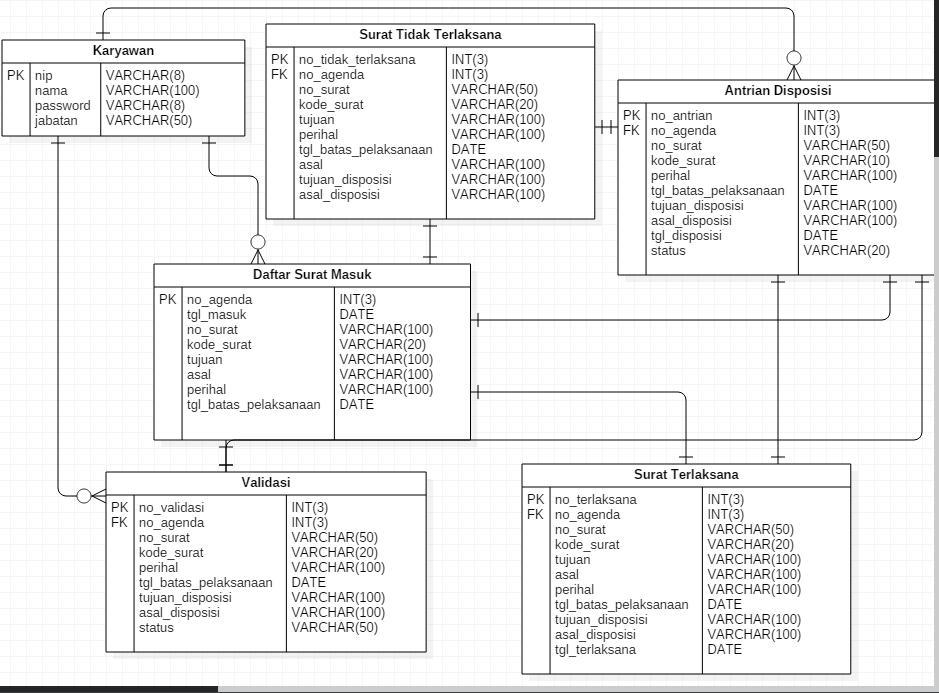 Karyawan
PK nip VARCHAR(8)
nama VARCHAR(100)
password VARCHAR(8)
jabatan VARCHAR(50)
Surat Tidak Terlaksana
PK no_tidak_terlaksana INT(3)
FK no_agenda INT(3)
no_surat VARCHAR(50)
kode_surat VARCHAR(20)
tujuan VARCHAR(100)
perihal VARCHAR(100)
tgl_batas_pelaksanaan DATE
asal VARCHAR(100)
tujuan_disposisi VARCHAR(100)
asal_disposisi VARCHAR(100)
Antrian Disposisi
PK no_antrian INT(3)
FK no_agenda INT(3)
no_surat VARCHAR(50)
kode_surat VARCHAR(10)
perihal VARCHAR(100)
tgl_batas_pelaksanaan DATE
tujuan_disposisi VARCHAR(100)
asal_disposisi VARCHAR(100)
tgl_disposisi DATE
status VARCHAR(20)
Daftar Surat Masuk
PK no_agenda INT(3)
tgl_masuk DATE
no_surat VARCHAR(100)
kode_surat VARCHAR(20)
tujuan VARCHAR(100)
asal VARCHAR(100)
perihal VARCHAR(100)
tgl_batas_pelaksanaan DATE
Validasi
PK no_validasi INT(3)
FK no_agenda INT(3)
no_surat VARCHAR(50)
kode_surat VARCHAR(20)
perihal VARCHAR(100)
tgl_batas_pelaksanaan DATE
tujuan_disposisi VARCHAR(100)
asal_disposisi VARCHAR(100)
status VARCHAR(50)
Surat Terlaksana
PK no_terlaksana INT(3)
FK no_agenda INT(3)
no_surat VARCHAR(50)
kode_surat VARCHAR(20)
tujuan VARCHAR(100)
asal VARCHAR(100)
perihal VARCHAR(100)
tgl_batas_pelaksanaan DATE
tujuan_disposisi VARCHAR(100)
asal_disposisi VARCHAR(100)
tgl_terlaksana DATE